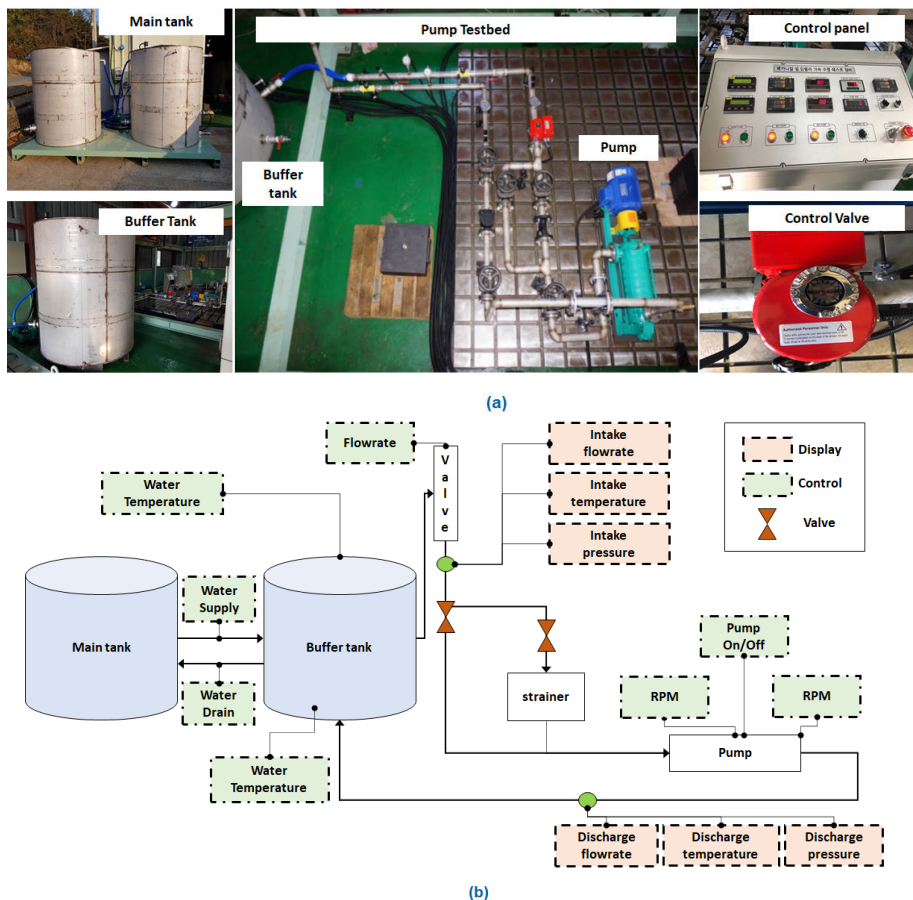 Main tank
Pump Testbed
Control panel
Buffer
tank
Pump
Buffer Tank
Control Valve
(a)
Flowrate
Valve
Intake
flowrate
Intake
temperature
Intake
pressure
Display
Control
Valve
Water
Temperature
Water
Supply
Main tank
Buffer tank
Water
Drain
Water
Temperature
strainer
Pump
On/Off
RPM
RPM
Pump
Discharge
flowrate
Discharge
temperature
Discharge
pressure
(b)